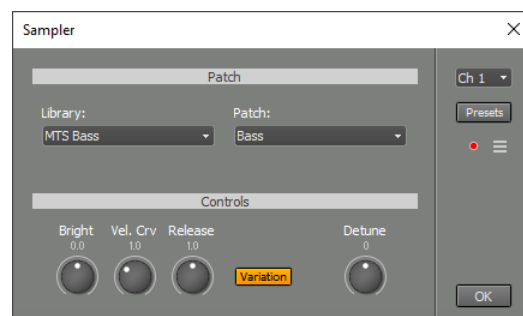 Sampler
Patch
Ch 1
Library:
Patch:
Presets
MTS Bass
Bass
Controls
Bright Vel. Crv Release Detune
0.0 1.0 1.0 0
Variation
OK